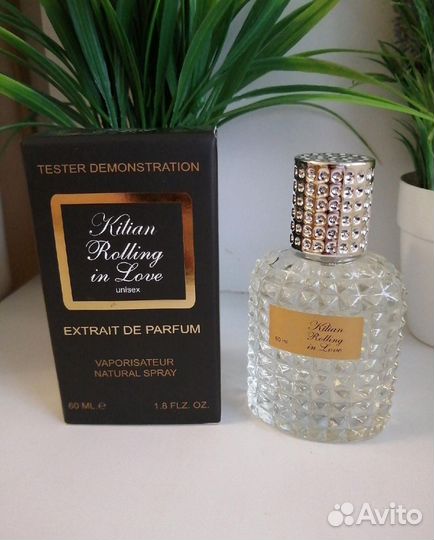 TESTER DEMONSTRATION
Kilian
Rolling
in Love
unisex
EXTRAIT DE PARFUM
VAPORISATEUR
NATURAL SPRAY
60 ML e
1.8 FLZ. OZ.
Kilian
60 ml
Rolling
in Love
Avito